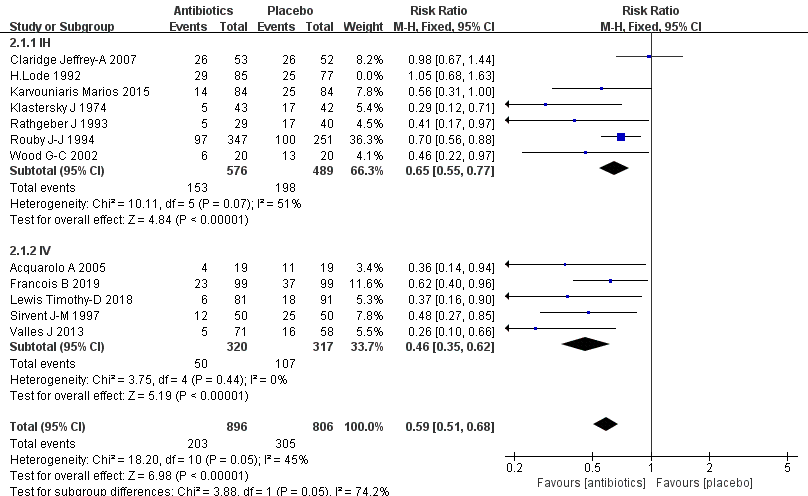 Antibiotics Placebo Risk Ratio Risk Ratio
Study or Subgroup Events Total Events Total Weight M-H, Fixed, 95% CI M-H, Fixed, 95% CI
2.1.1 IH
Claridge Jeffrey-A 2007 26 53 26 52 8.2% 0.98 [0.67, 1.44]
H.Lode 1992 29 85 25 77 0.0% 1.05 [0.68, 1.63]
Karvouniaris Marios 2015 14 84 25 84 7.8% 0.56 [0.31, 1.00]
Klastersky J 1974 5 43 17 42 5.4% 0.29 [0.12, 0.71]
Rathgeber J 1993 5 29 17 40 4.5% 0.41 [0.17, 0.97]
Rouby J-J 1994 97 347 100 251 36.3% 0.70 [0.56, 0.88]
Wood G-C 2002 6 20 13 20 4.1% 0.46 [0.22, 0.97]
Subtotal (95% CI) 576 489 66.3% 0.65 [0.55, 0.77]
Total events 153 198
Heterogeneity: Chi² = 10.11, df = 5 (P = 0.07); I² = 51%
Test for overall effect: Z = 4.84 (P < 0.00001)
2.1.2 IV
Acquarolo A 2005 4 19 11 19 3.4% 0.36 [0.14, 0.94]
Francois B 2019 23 99 37 99 11.6% 0.62 [0.40, 0.96]
Lewis Timothy-D 2018 6 81 18 91 5.3% 0.37 [0.16, 0.90]
Sirvent J-M 1997 12 50 25 50 7.8% 0.48 [0.27, 0.85]
Valles J 2013 5 71 16 58 5.5% 0.26 [0.10, 0.66]
Subtotal (95% CI) 320 317 33.7% 0.46 [0.35, 0.62]
Total events 50 107
Heterogeneity: Chi² = 3.75, df = 4 (P = 0.44); I² = 0%
Test for overall effect: Z = 5.19 (P < 0.00001)
Total (95% CI) 896 806 100.0% 0.59 [0.51, 0.68]
Total events 203 305
Heterogeneity: Chi² = 18.20, df = 10 (P = 0.05); I² = 45%
Test for overall effect: Z = 6.98 (P < 0.00001)
Test for subgroup differences: Chi² = 3.88, df = 1 (P = 0.05), I² = 74.2%
0.2 0.5 1 2 5
Favours [antibiotics] Favours [placebo]